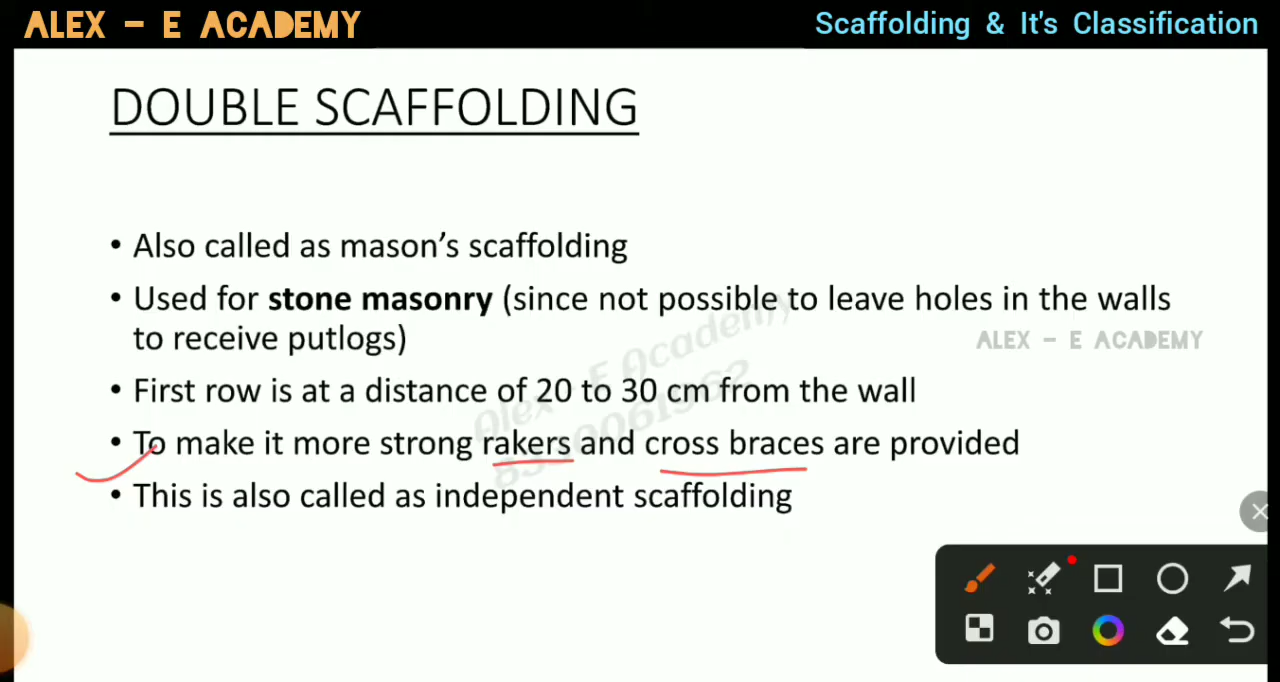 ALEX – E ACADEMY
Scaffolding & It's Classification
DOUBLE SCAFFOLDING
• Also called as mason's scaffolding
• Used for stone masonry (since not possible to leave holes in the walls
to receive putlogs)
ALEX – E ACADEMY
• First row is at a distance of 20 to 30 cm from the wall
• To make it more strong rakers and cross braces are provided
• This is also called as independent scaffolding
Alex - E Academy